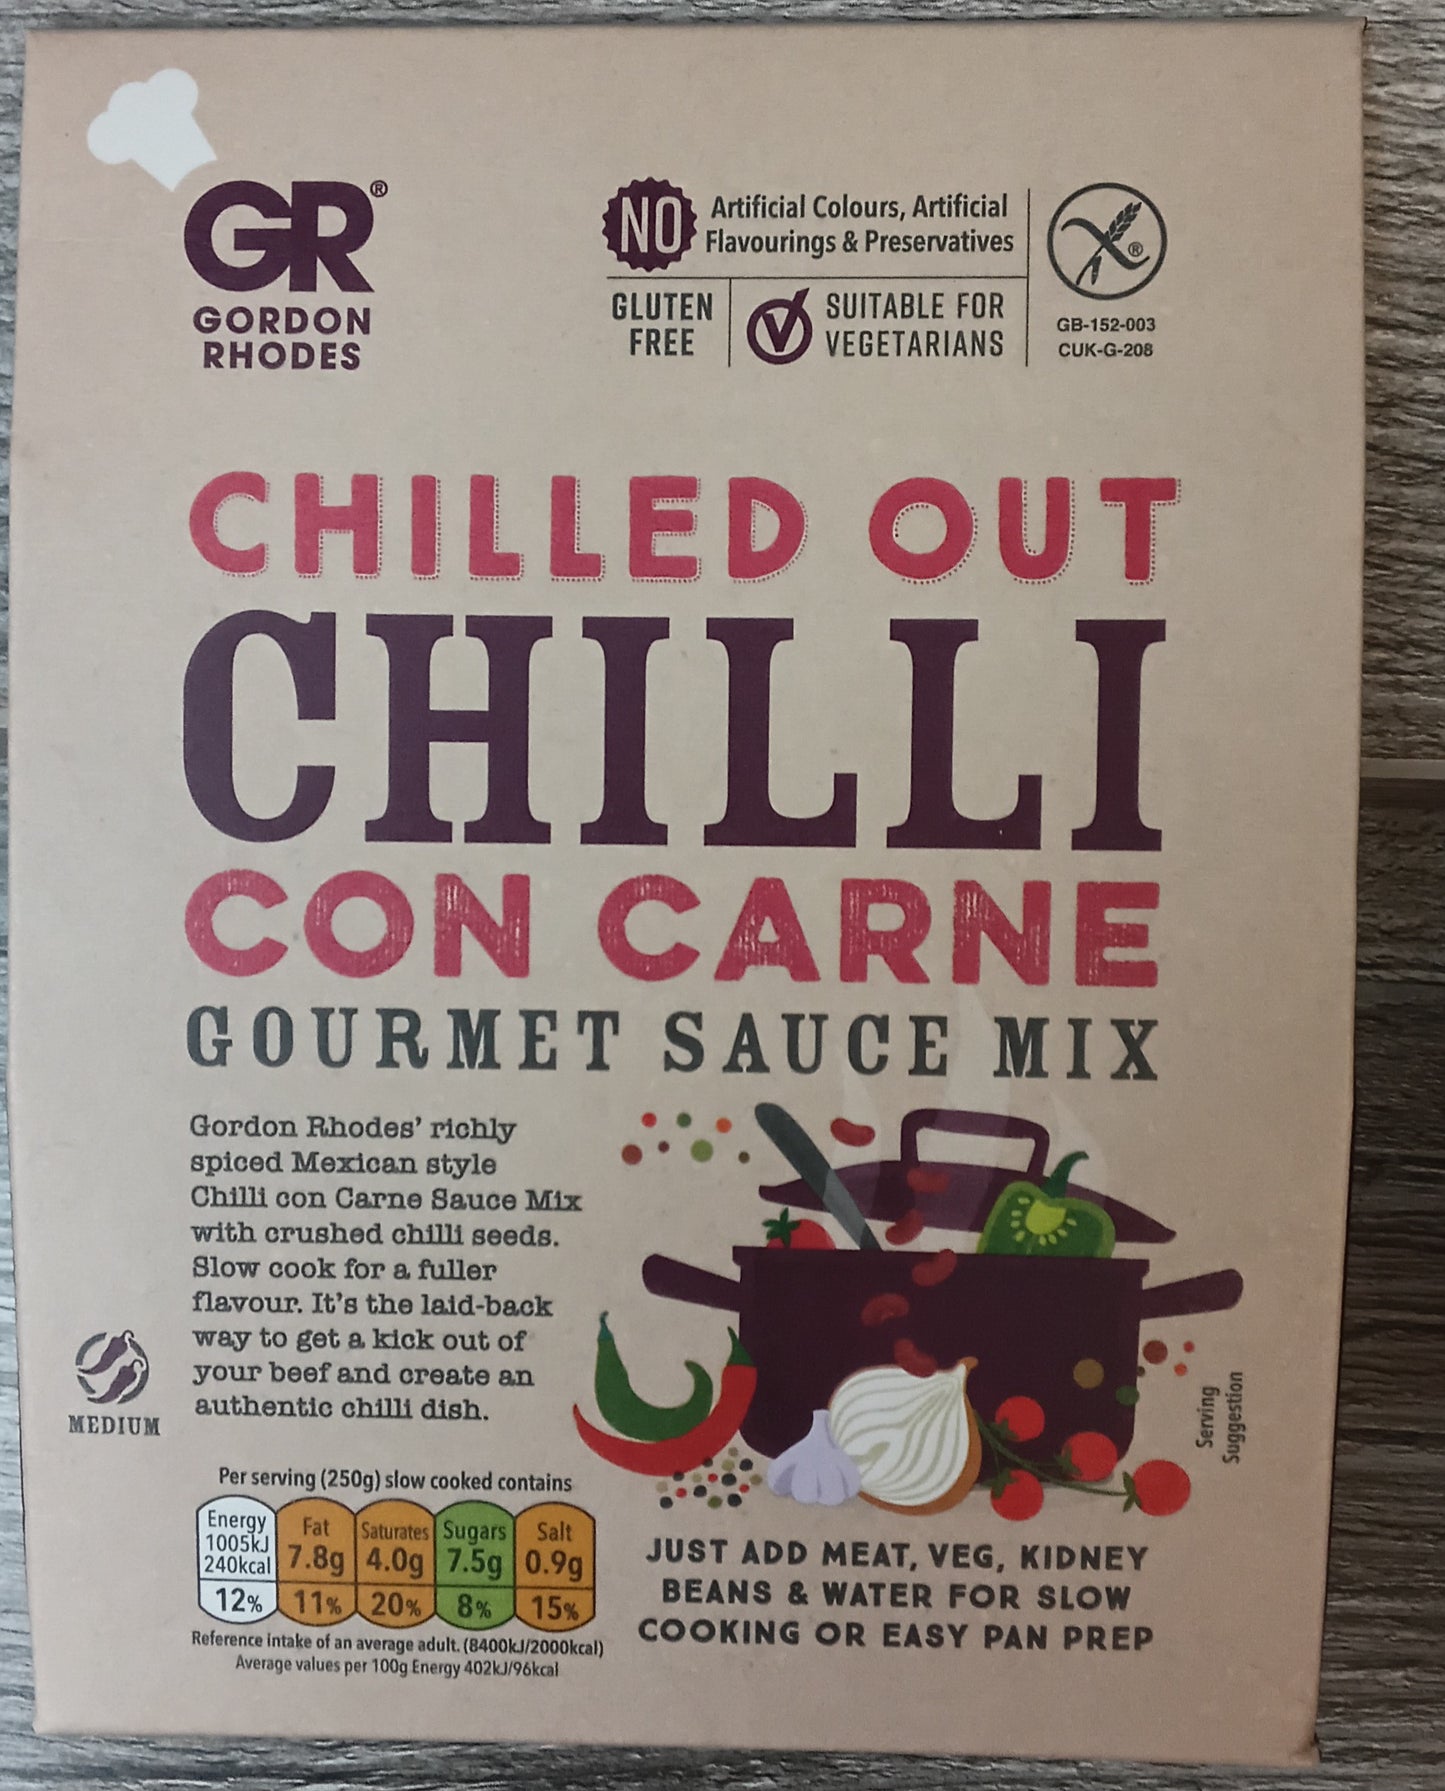 GR®
GORDON
RHODES
NO Artificial Colours, Artificial
Flavourings & Preservatives
GLUTEN
FREE
SUITABLE FOR
VEGETARIANS
®
GB-152-003
CUK-G-208
CHILLED OUT
CHILLI
CON CARNE
GOURMET SAUCE MIX
Gordon Rhodes' richly
spiced Mexican style
Chilli con Carne Sauce Mix
with crushed chilli seeds.
Slow cook for a fuller
flavour. It's the laid-back
way to get a kick out of
your beef and create an
authentic chilli dish.
MEDIUM
Serving
Suggestion
Per serving (250g) slow cooked contains
Energy
1005kJ
240kcal
12%
Fat
7.8g
11%
Saturates
4.0g
20%
Sugars
7.5g
8%
Salt
0.9g
15%
Reference intake of an average adult. (8400kJ/2000kcal)
Average values per 100g Energy 402kJ/96kcal
JUST ADD MEAT, VEG, KIDNEY
BEANS & WATER FOR SLOW
COOKING OR EASY PAN PREP